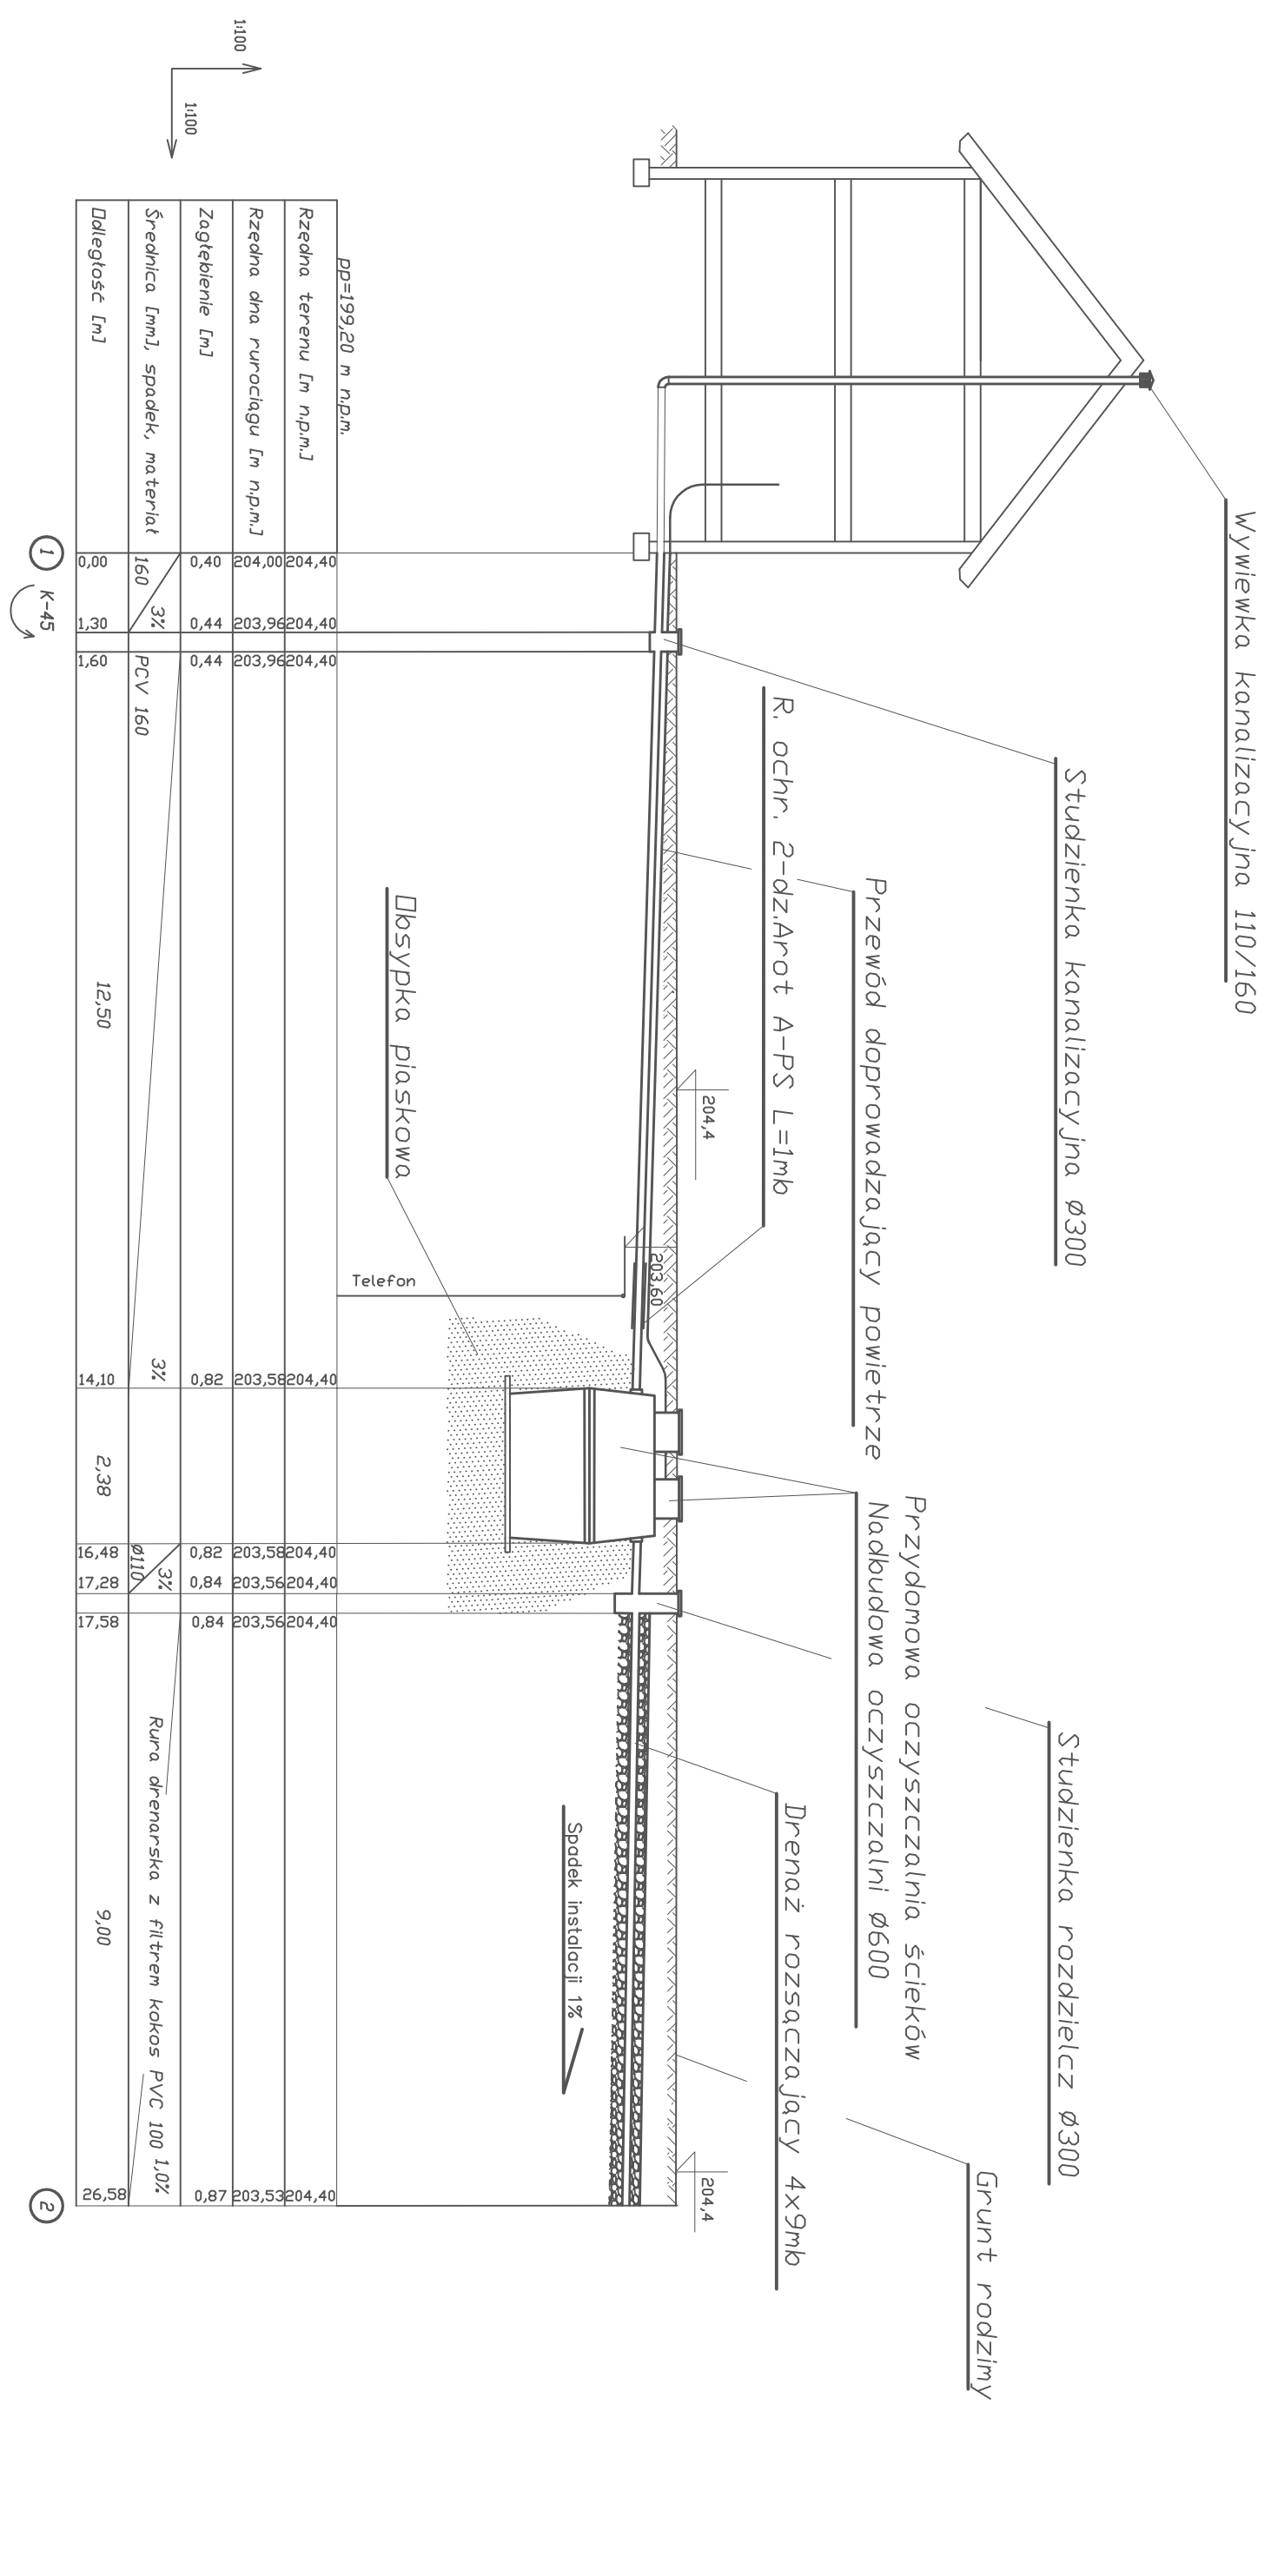 Wywiewka kanalizacyjna 110/160
Studzienka kanalizacyjna Ø300
Studzienka rozdzielcz Ø300
Grunt rodzimy
Przydomowa oczyszczalnia ścieków
Nadbudowa oczyszczalni Ø600
Przewód doprowadzający powietrze
R. ochr. 2-dz.Arot A-PS L=1mb
Drenaż rozsączający 4x9mb
204,4
204,4
203,60
Spadek instalacji 1%
Obsypka piaskowa
Telefon
1:100
1:100
pp=199,20 m n.p.m.
Rzędna terenu [m n.p.m.] 204,40 204,40 204,40 204,40 204,40 204,40 204,40 204,40
Rzędna dna rurociągu [m n.p.m.] 204,00 203,96 203,96 203,58 203,58 203,56 203,56 203,53
Zagłębienie [m] 0,40 0,44 0,44 0,82 0,82 0,84 0,84 0,87
Średnica [mm], spadek, materiał 160 3% PCV 160 3% Ø110 3% Rura drenarska z filtrem kokos PVC 100 1,0%
Odległość [m] 0,00 1,30 1,60 12,50 14,10 2,38 16,48 17,28 17,58 9,00 26,58
1 K-45 2